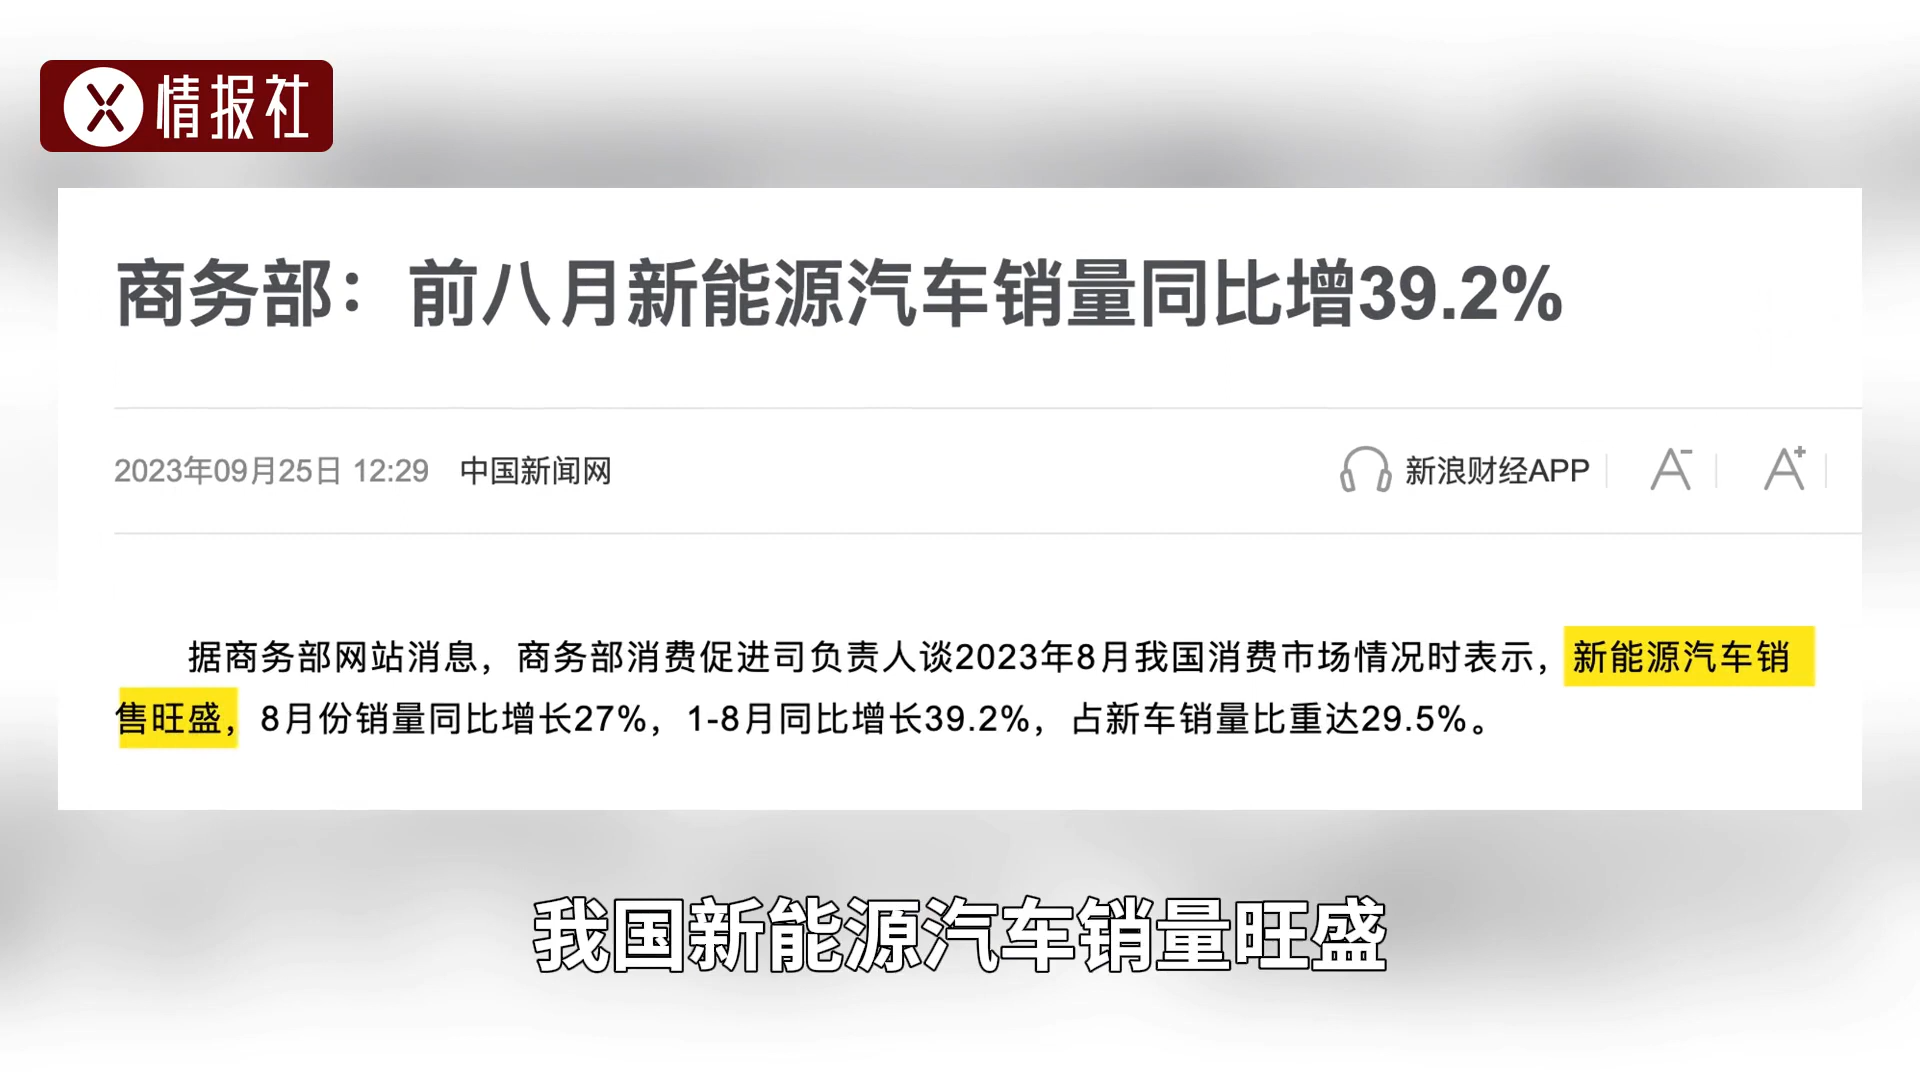 X情报社
商务部：前八月新能源汽车销量同比增39.2%
2023年09月25日 12:29 中国新闻网 新浪财经APP A- A+
据商务部网站消息，商务部消费促进司负责人谈2023年8月我国消费市场情况时表示，新能源汽车销
售旺盛，8月份销量同比增长27%，1-8月同比增长39.2%，占新车销量比重达29.5%。
我国新能源汽车销量旺盛